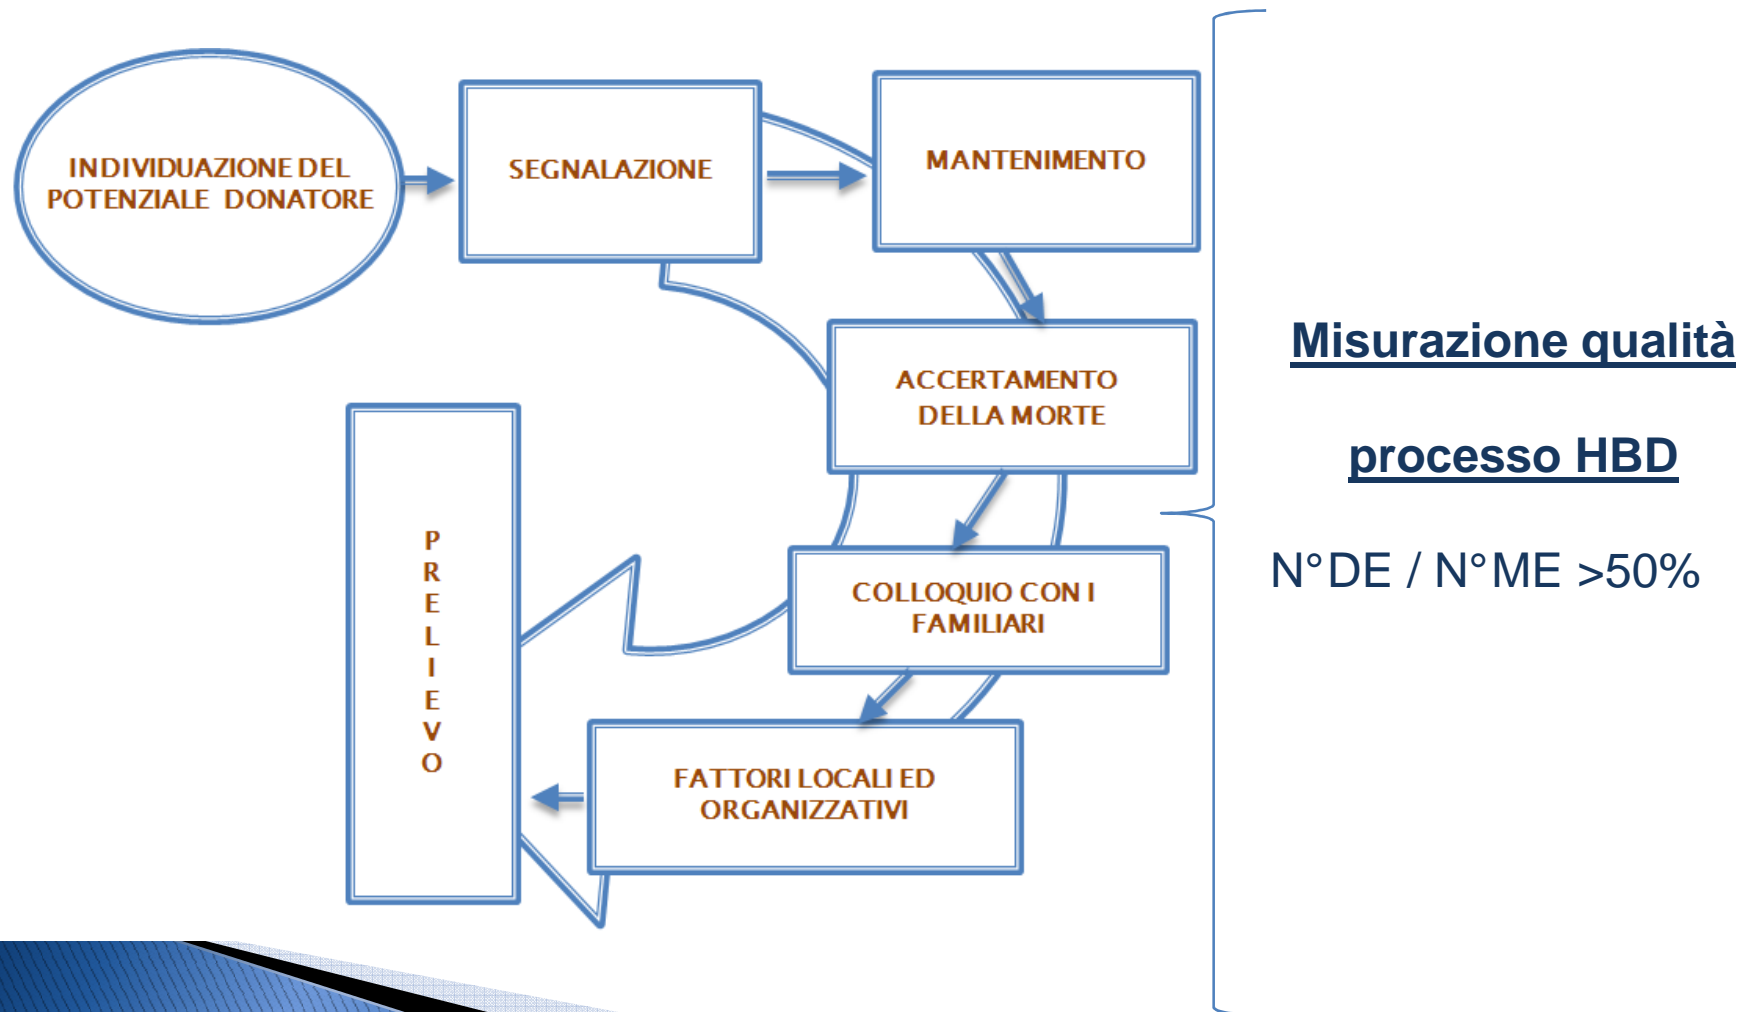 INDIVIDUAZIONE DEL
POTENZIALE DONATORE
SEGNALAZIONE
MANTENIMENTO
ACCERTAMENTO
DELLA MORTE
COLLOQUIO CON I
FAMILIARI
FATTORI LOCALI ED
ORGANIZZATIVI
P
R
E
L
I
E
V
O
Misurazione qualità
processo HBD
N°DE / N°ME >50%